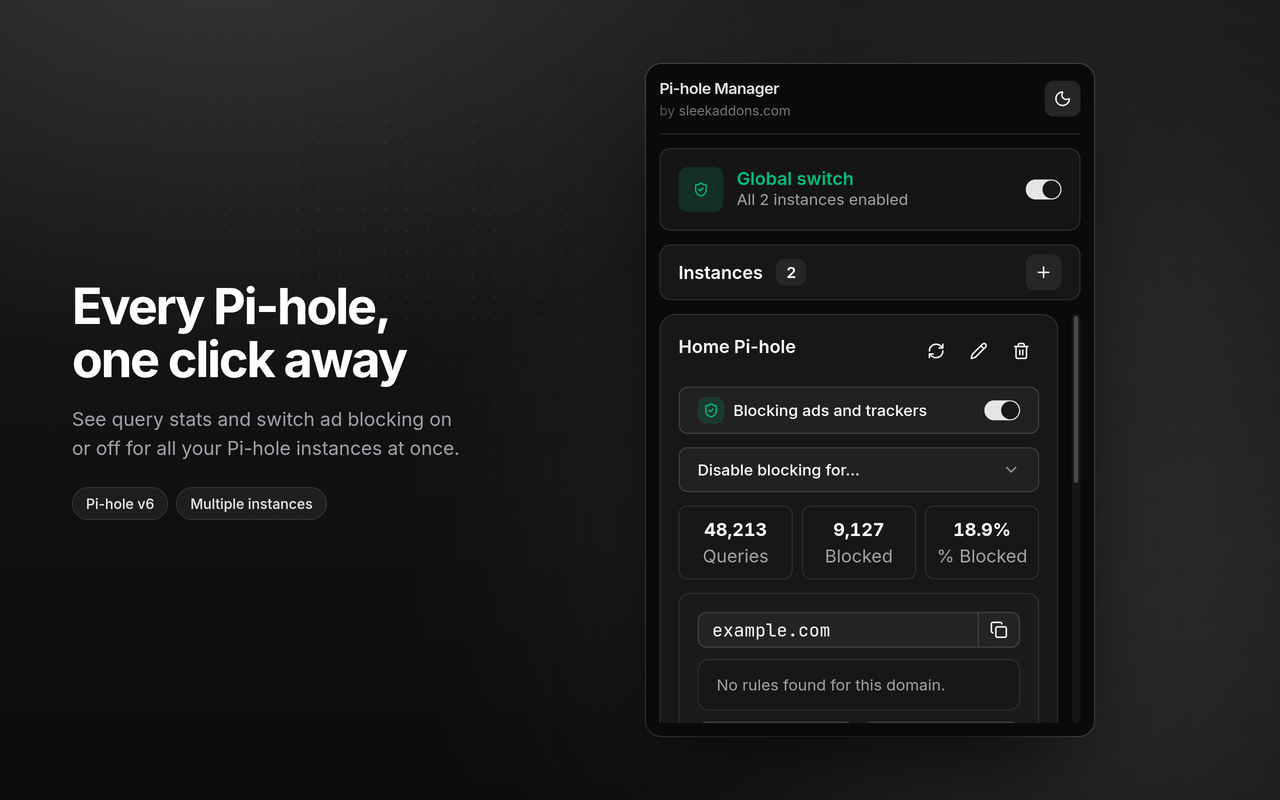 Every Pi-hole,
one click away
See query stats and switch ad blocking on
or off for all your Pi-hole instances at once.
Pi-hole v6
Multiple instances
Pi-hole Manager
by sleekaddons.com
Global switch
All 2 instances enabled
Instances 2
Home Pi-hole
Blocking ads and trackers
Disable blocking for...
48,213
Queries
9,127
Blocked
18.9%
% Blocked
example.com
No rules found for this domain.